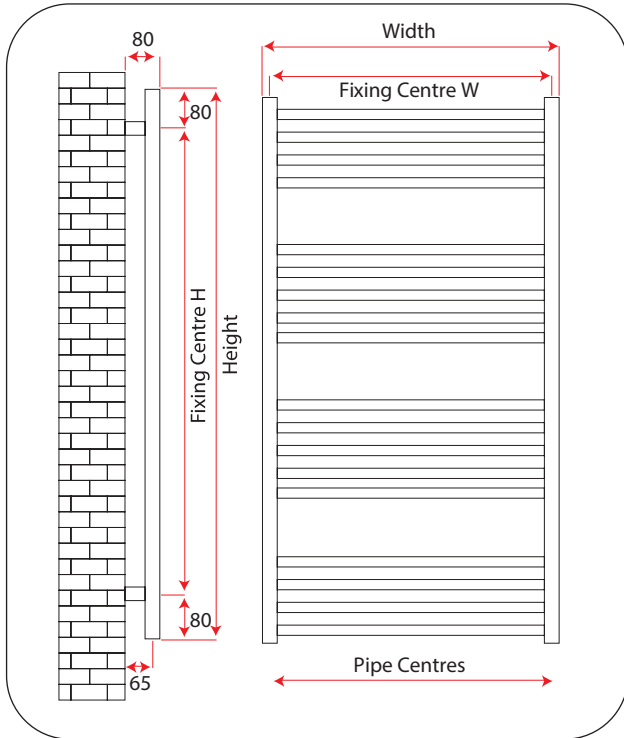 80
Width
Fixing Centre W
80
Fixing Centre H
Height
80
65
Pipe Centres